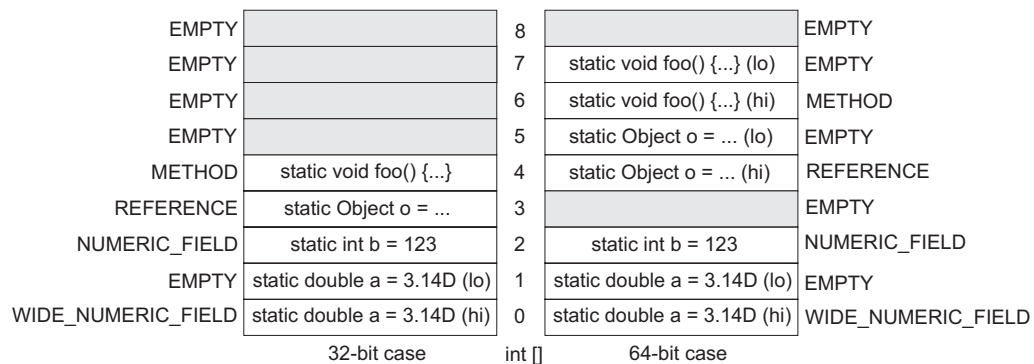 EMPTY 8 EMPTY
EMPTY 7 static void foo() {...} (lo) EMPTY
EMPTY 6 static void foo() {...} (hi) METHOD
EMPTY 5 static Object o = ... (lo) EMPTY
METHOD static void foo() {...} 4 static Object o = ... (hi) REFERENCE
REFERENCE static Object o = ... 3 EMPTY
NUMERIC_FIELD static int b = 123 2 static int b = 123 NUMERIC_FIELD
EMPTY static double a = 3.14D (lo) 1 static double a = 3.14D (lo) EMPTY
WIDE_NUMERIC_FIELD static double a = 3.14D (hi) 0 static double a = 3.14D (hi) WIDE_NUMERIC_FIELD
32-bit case int [] 64-bit case